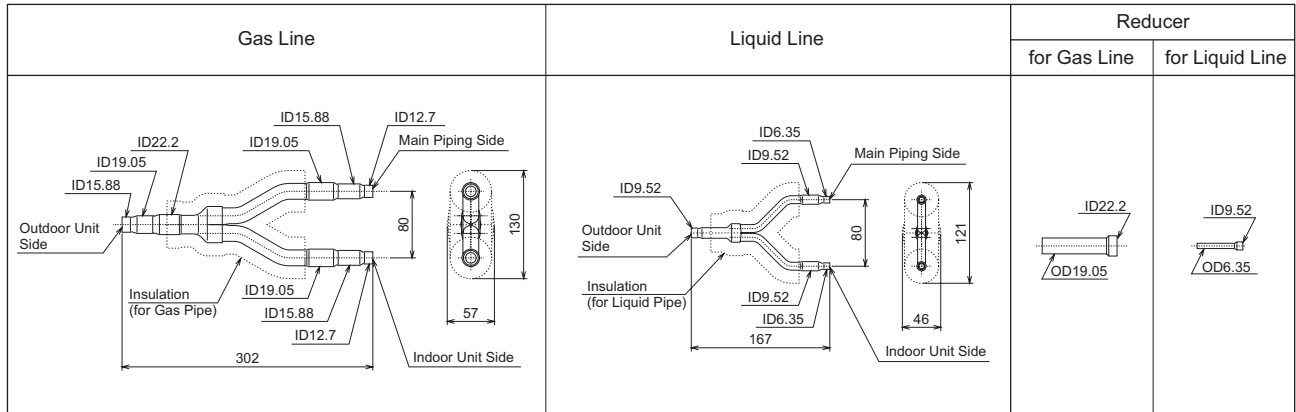 Gas Line
Liquid Line
Reducer
for Gas Line
for Liquid Line
ID15.88
ID12.7
ID22.2
ID19.05
Main Piping Side
ID19.05
ID15.88
Outdoor Unit
Side
80
130
Insulation
(for Gas Pipe)
ID19.05
ID15.88
ID12.7
57
302
Indoor Unit Side
ID6.35
ID9.52
Main Piping Side
ID9.52
Outdoor Unit
Side
80
121
Insulation
(for Liquid Pipe)
ID9.52
ID6.35
46
167
Indoor Unit Side
ID22.2
OD19.05
ID9.52
OD6.35